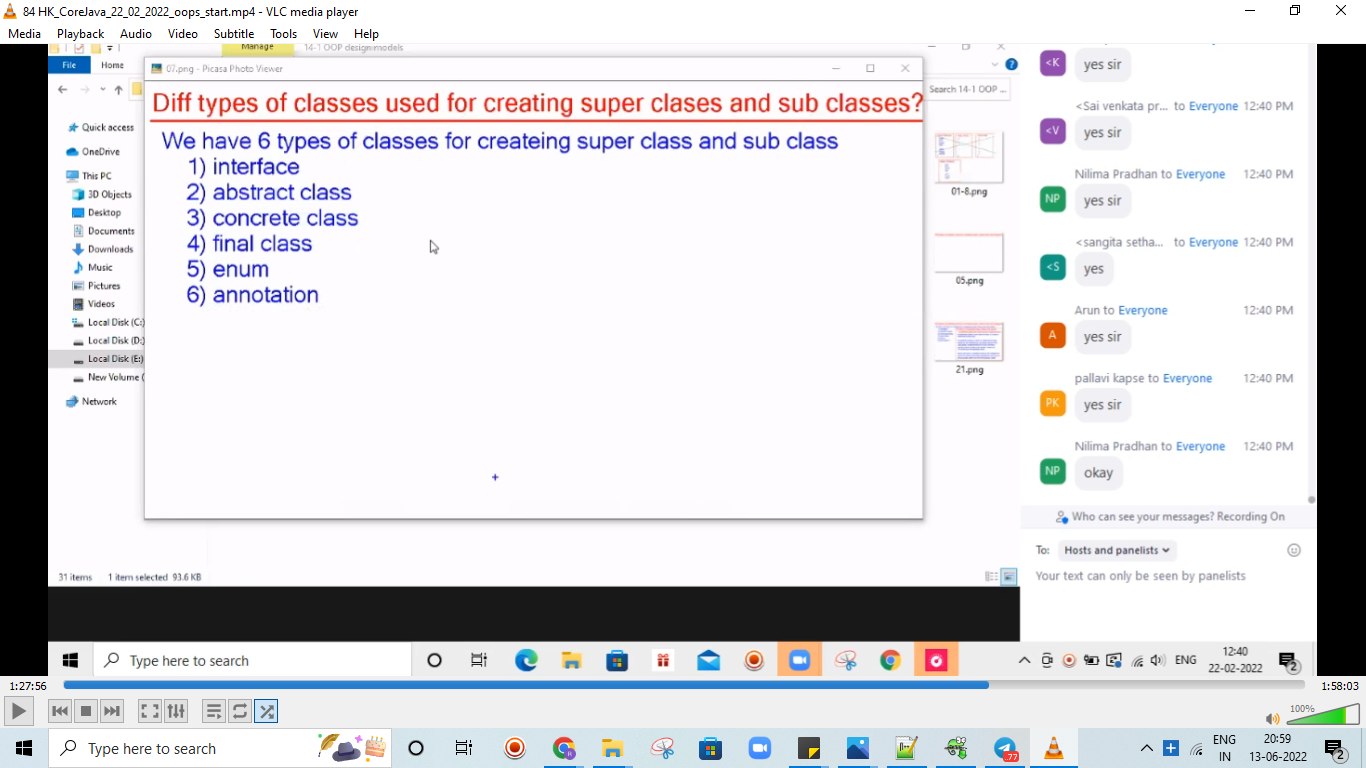 84 HK_CoreJava_22_02_2022_oops_start.mp4 - VLC media player
Media Playback Audio Video Subtitle Tools View Help
Manage 14-1 OOP design models
File Home
07.png - Picasa Photo Viewer
Search 14-1 OOP ...
Quick access
OneDrive
This PC
3D Objects
Desktop
Documents
Downloads
Music
Pictures
Videos
Local Disk (C:)
Local Disk (D:)
Local Disk (E:)
New Volume (
Network
Diff types of classes used for creating super clases and sub classes?
We have 6 types of classes for createing super class and sub class
1) interface
2) abstract class
3) concrete class
4) final class
5) enum
6) annotation
+
01-8.png
05.png
21.png
31 items 1 item selected 93.6 KB
<K yes sir
<Sai venkata pr... to Everyone 12:40 PM
<V yes sir
Nilima Pradhan to Everyone 12:40 PM
NP yes sir
<sangita setha... to Everyone 12:40 PM
<S yes
Arun to Everyone 12:40 PM
A yes sir
pallavi kapse to Everyone 12:40 PM
PK yes sir
Nilima Pradhan to Everyone 12:40 PM
NP okay
Who can see your messages? Recording On
To: Hosts and panelists
Your text can only be seen by panelists
Type here to search
ENG
12:40
22-02-2022
2
1:27:56
1:58:03
100%
Type here to search
.77
ENG
IN
20:59
13-06-2022
2